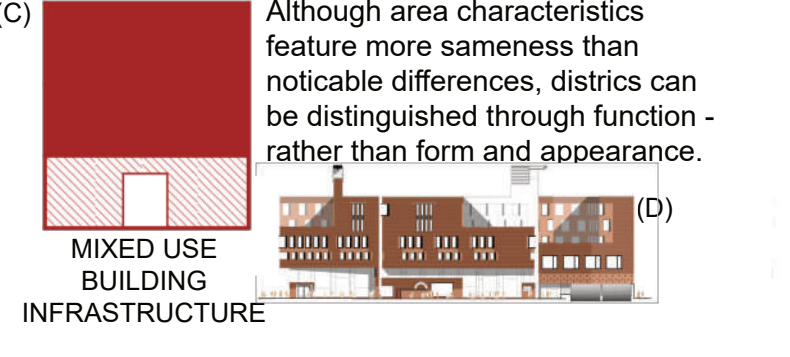 (C)
Although area characteristics
feature more sameness than
noticable differences, districs can
be distinguished through function -
rather than form and appearance.
(D)
MIXED USE
BUILDING
INFRASTRUCTURE